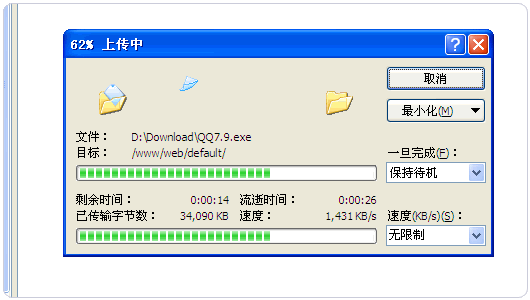 62% 上传中
取消
最小化(M)
文件： D:\Download\QQ7.9.exe
目标： /www/web/default/
一旦完成(F)：
保持待机
剩余时间： 0:00:14 流逝时间： 0:00:26
已传输字节数： 34,090 KB 速度： 1,431 KB/s
速度(KB/s)(S)：
无限制